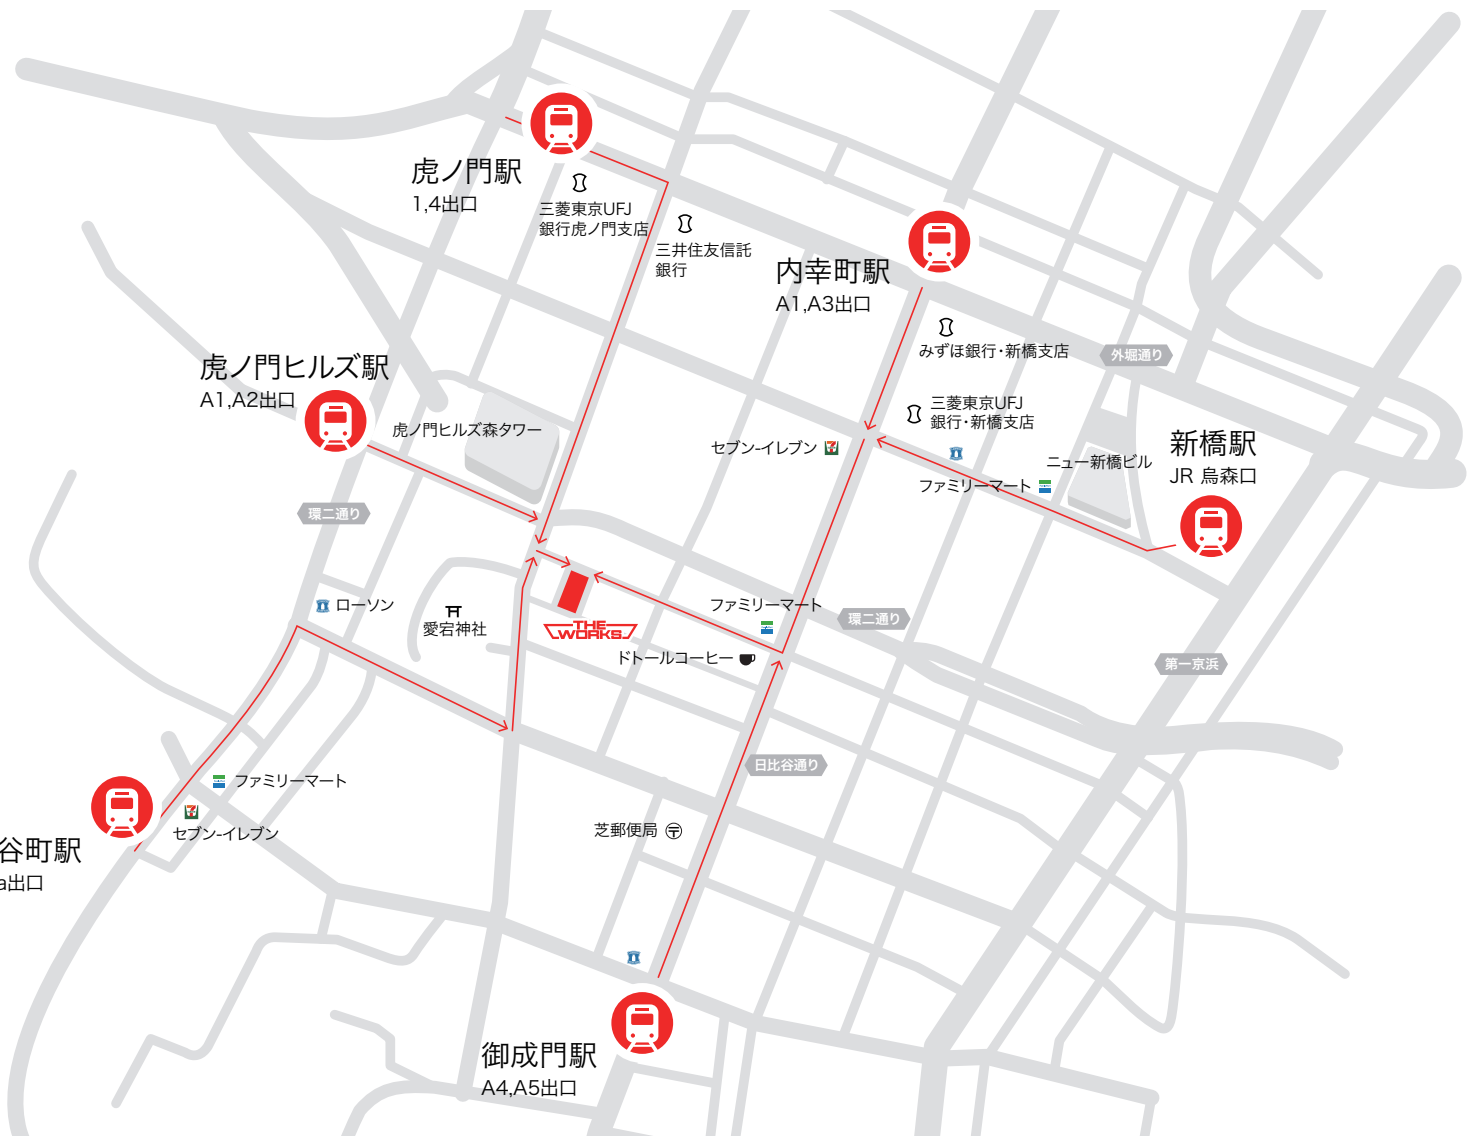 虎ノ門駅
1,4出口
三菱東京UFJ
銀行虎ノ門支店
三井住友信託
銀行
内幸町駅
A1,A3出口
みずほ銀行・新橋支店
外堀通り
虎ノ門ヒルズ駅
A1,A2出口
三菱東京UFJ
銀行・新橋支店
虎ノ門ヒルズ森タワー
セブン-イレブン
ニュー新橋ビル
新橋駅
JR 烏森口
ファミリーマート
環二通り
ローソン
愛宕神社
THE
WORKS
ファミリーマート
環二通り
ドトールコーヒー
第一京浜
日比谷通り
ファミリーマート
セブン-イレブン
芝郵便局
谷町駅
a出口
御成門駅
A4,A5出口